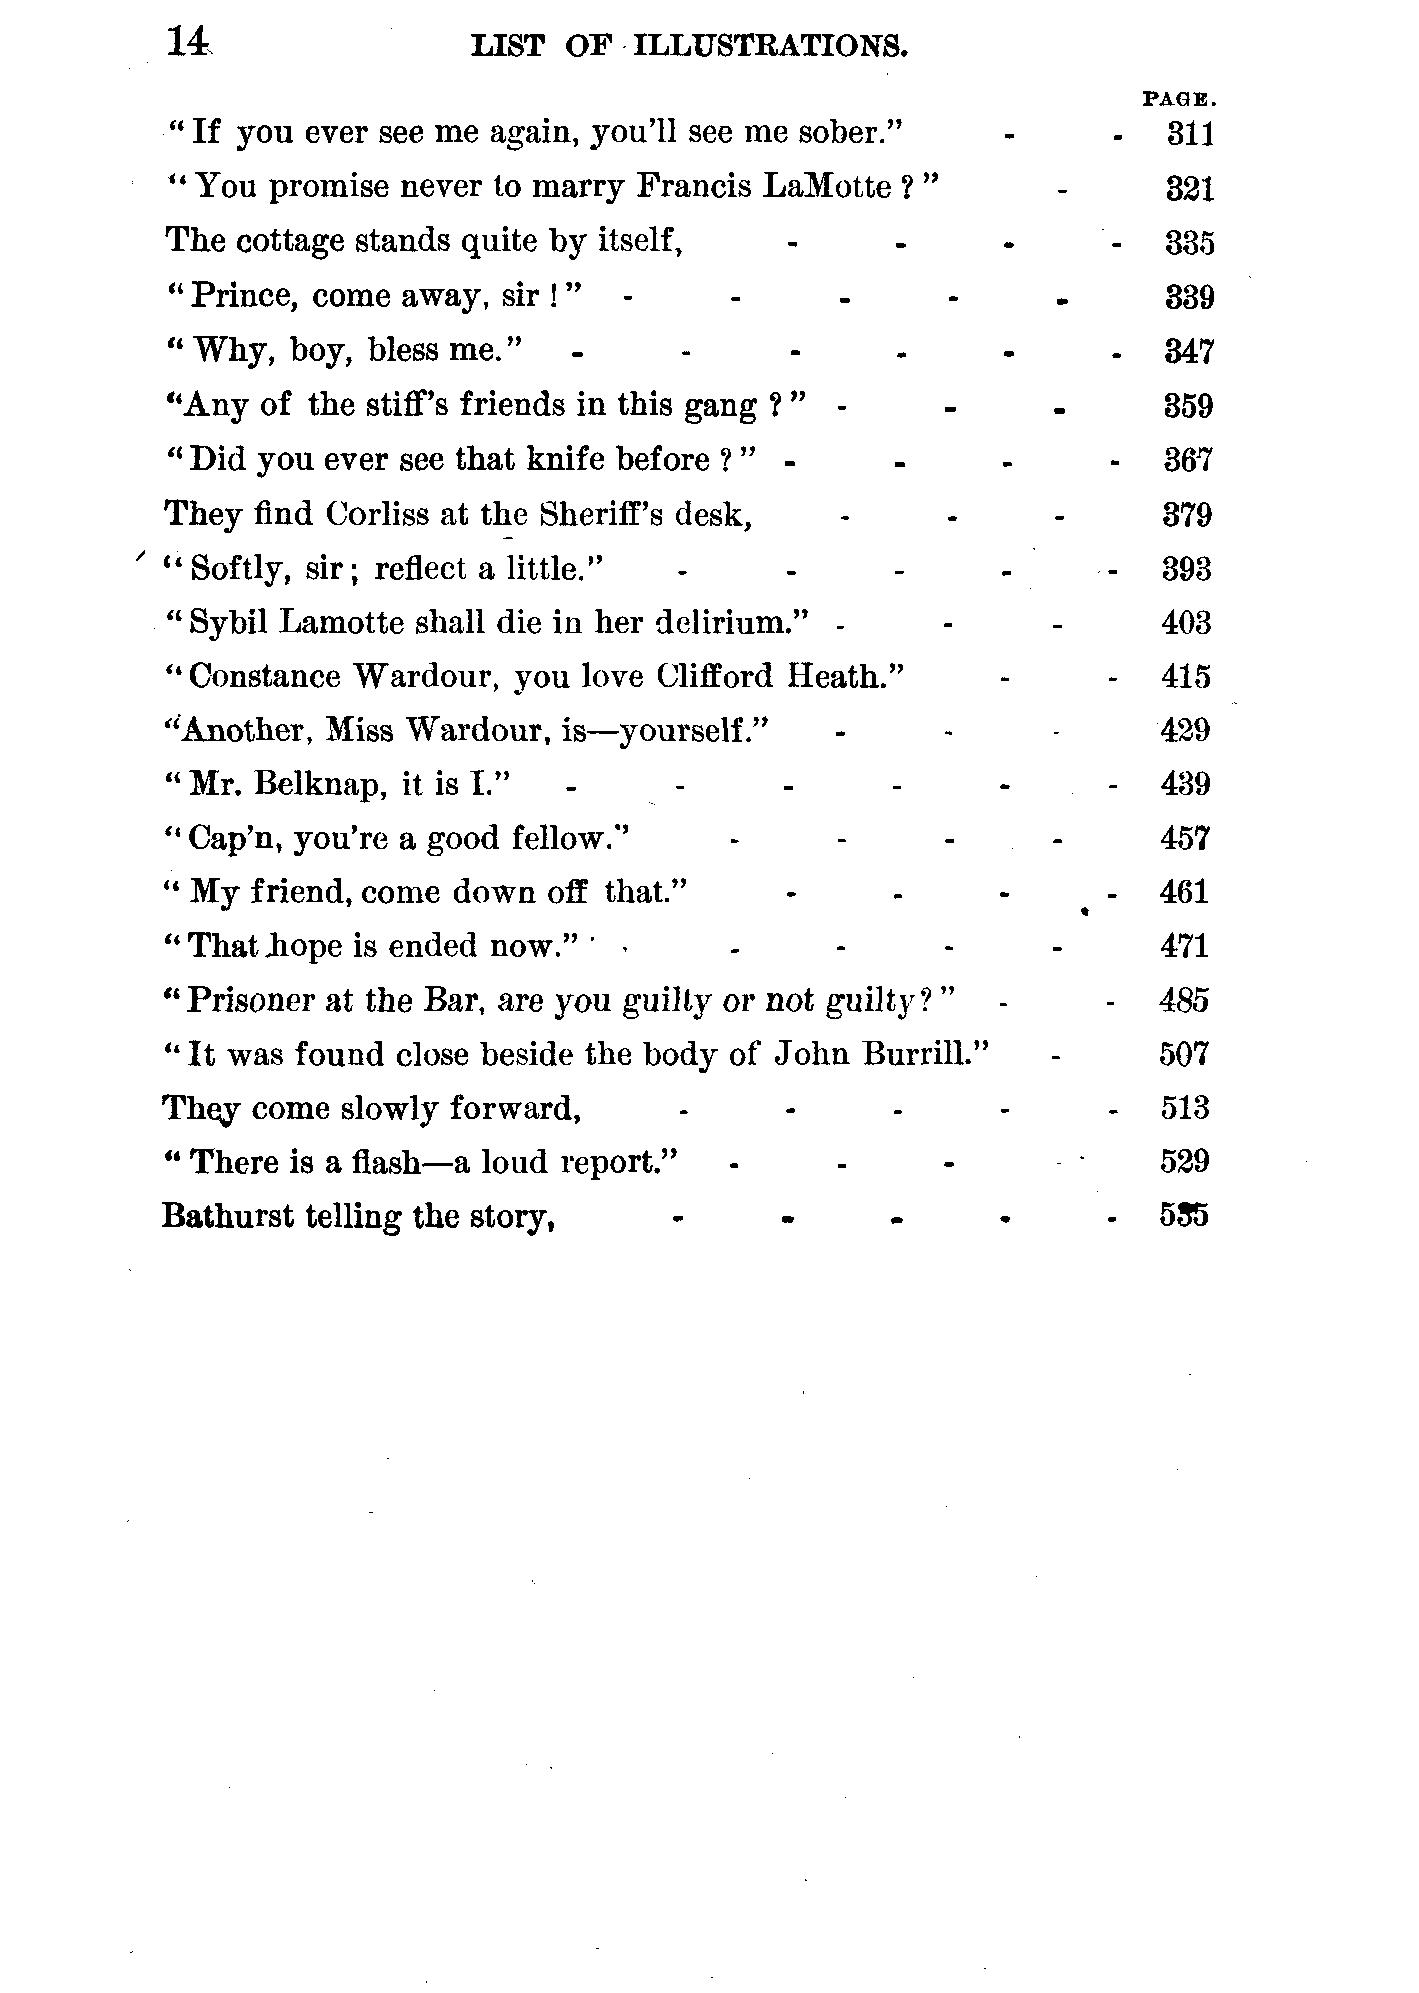 14 LIST OF ILLUSTRATIONS.
PAGE.
"If you ever see me again, you'll see me sober." - - 311
"You promise never to marry Francis LaMotte?" - 321
The cottage stands quite by itself, - - - - 335
"Prince, come away, sir!" - - - - - 339
"Why, boy, bless me." - - - - - - 347
"Any of the stiff's friends in this gang?" - - - 359
"Did you ever see that knife before?" - - - - 367
They find Corliss at the Sheriff's desk, - - - 379
"Softly, sir; reflect a little." - - - - - 393
"Sybil Lamotte shall die in her delirium." - - - 403
"Constance Wardour, you love Clifford Heath." - - 415
"Another, Miss Wardour, is—yourself." - - - 429
"Mr. Belknap, it is I." - - - - - - 439
"Cap'n, you're a good fellow." - - - - 457
"My friend, come down off that." - - - - 461
"That hope is ended now." - - - - - 471
"Prisoner at the Bar, are you guilty or not guilty?" - - 485
"It was found close beside the body of John Burrill." - 507
They come slowly forward, - - - - - 513
"There is a flash—a loud report." - - - - 529
Bathurst telling the story, - - - - - 535